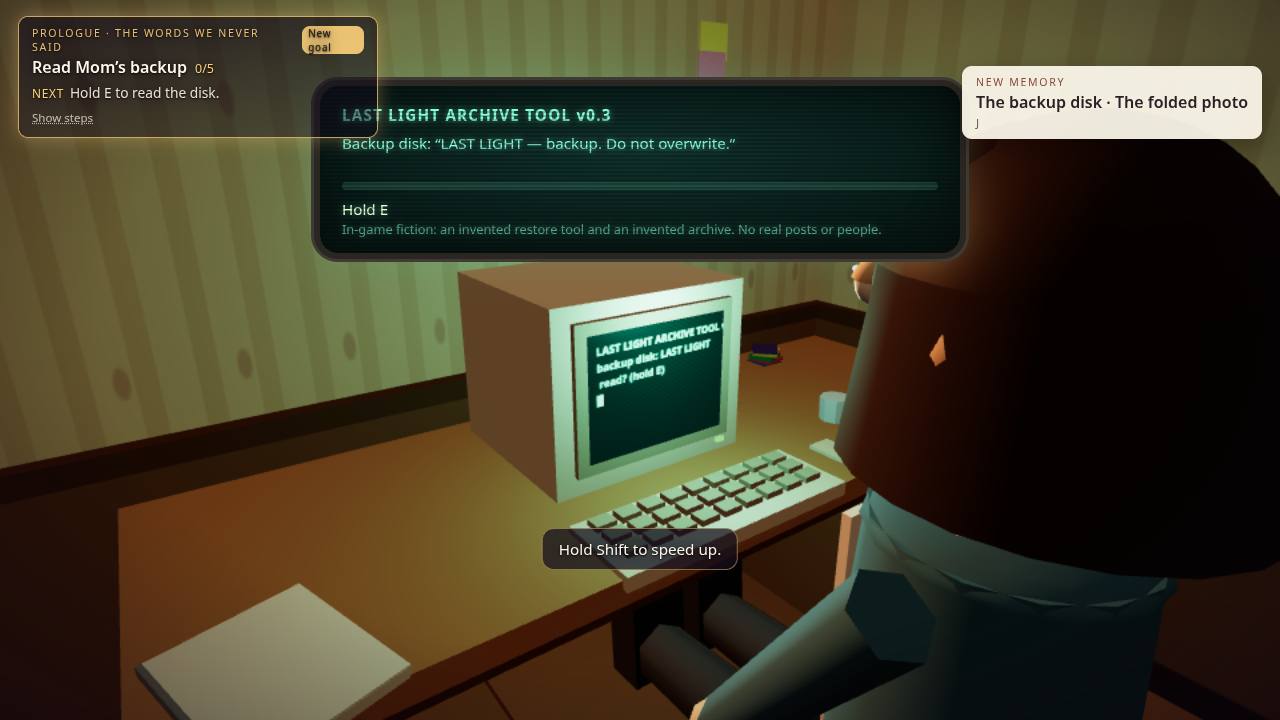 PROLOGUE · THE WORDS WE NEVER
SAID
New
goal
Read Mom’s backup 0/5
NEXT Hold E to read the disk.
Show steps
LAST LIGHT ARCHIVE TOOL v0.3
Backup disk: “LAST LIGHT — backup. Do not overwrite.”
Hold E
In-game fiction: an invented restore tool and an invented archive. No real posts or people.
NEW MEMORY
The backup disk · The folded photo
J
LAST LIGHT ARCHIVE TOOL
backup disk: LAST LIGHT
read? (hold E)
Hold Shift to speed up.